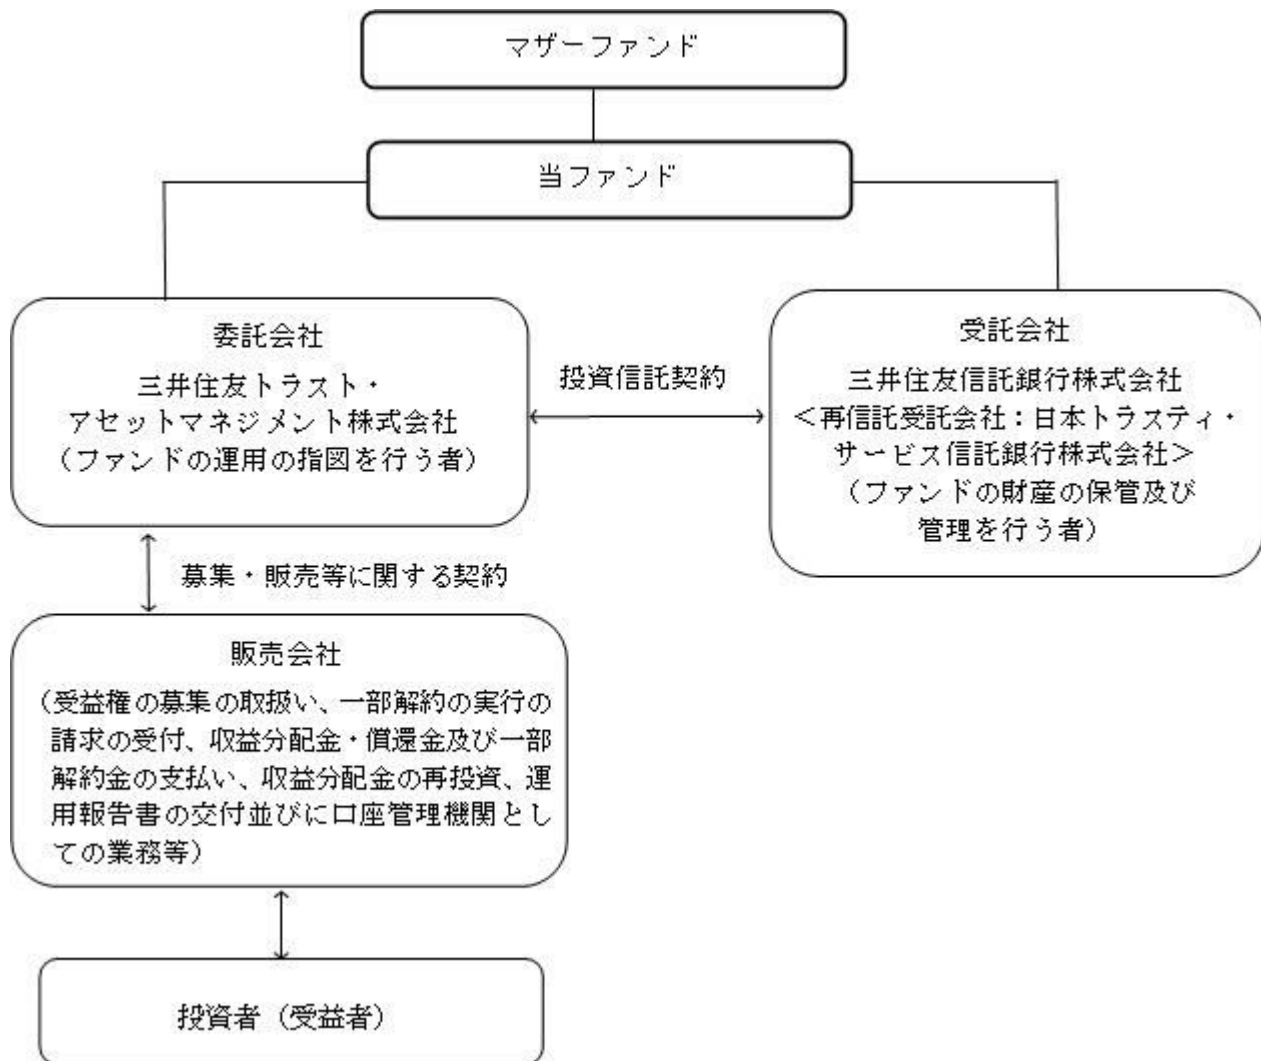 マザーファンド
当ファンド
委託会社
三井住友トラスト・
アセットマネジメント株式会社
（ファンドの運用の指図を行う者）
投資信託契約
受託会社
三井住友信託銀行株式会社
＜再信託受託会社：日本トラスティ・
サービス信託銀行株式会社＞
（ファンドの財産の保管及び
管理を行う者）
募集・販売等に関する契約
販売会社
（受益権の募集の取扱い、一部解約の実行の
請求の受付、収益分配金・償還金及び一部
解約金の支払い、収益分配金の再投資、運
用報告書の交付並びに口座管理機関とし
ての業務等）
投資者（受益者）